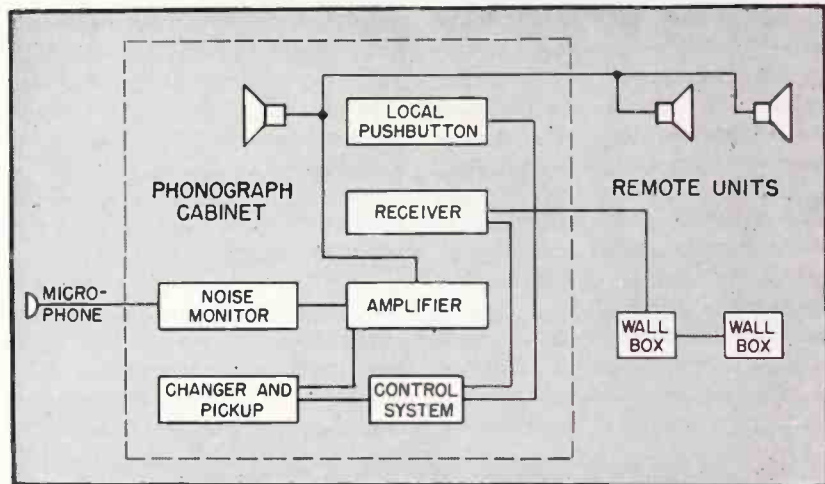 LOCAL
PUSHBUTTON
PHONOGRAPH
CABINET
REMOTE UNITS
RECEIVER
MICRO-
PHONE
NOISE
MONITOR
AMPLIFIER
WALL
BOX
WALL
BOX
CHANGER AND
PICKUP
CONTROL
SYSTEM